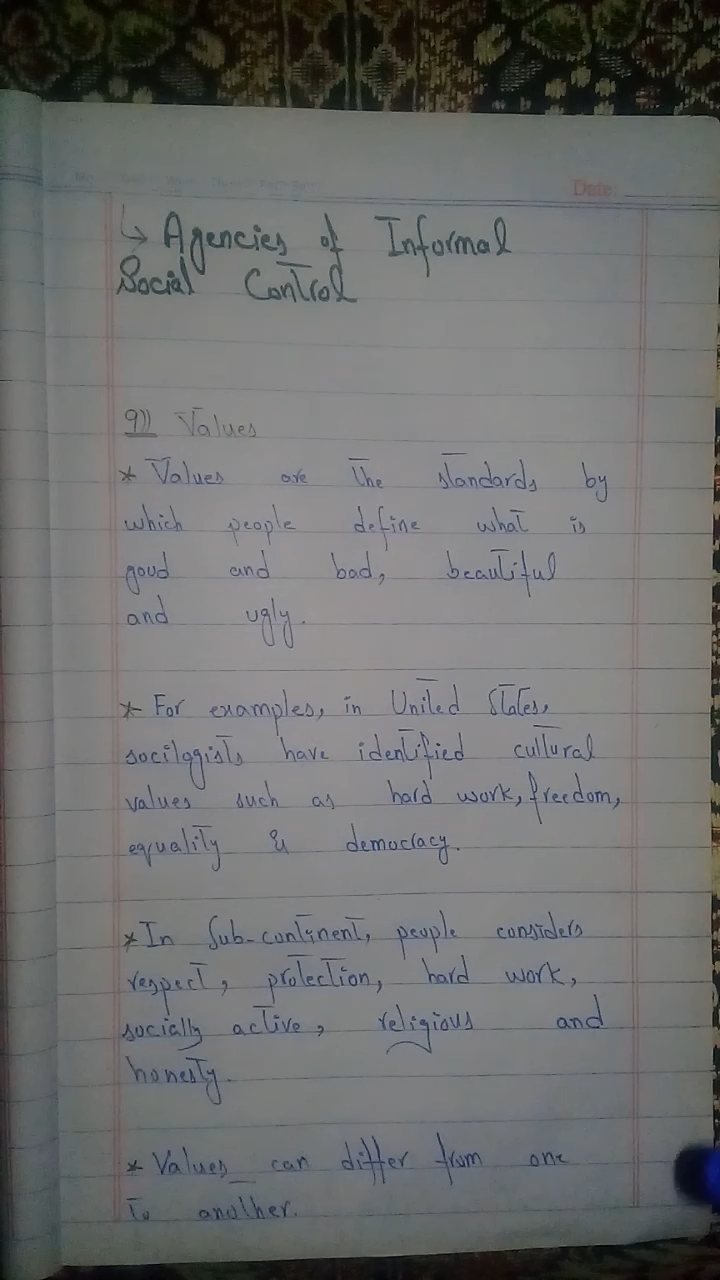 Date:
↳ Agencies of Informal
Social Control
9)) Values
* Values are the standards by
which people define what is
good and bad, beautiful
and ugly.
* For examples, in United States,
socilogists have identified cultural
values such as hard work, freedom,
equality & democracy.
* In Sub-continent, people considers
respect, protection, hard work,
socially active, religious and
honesty.
* Values can differ from one
to another.